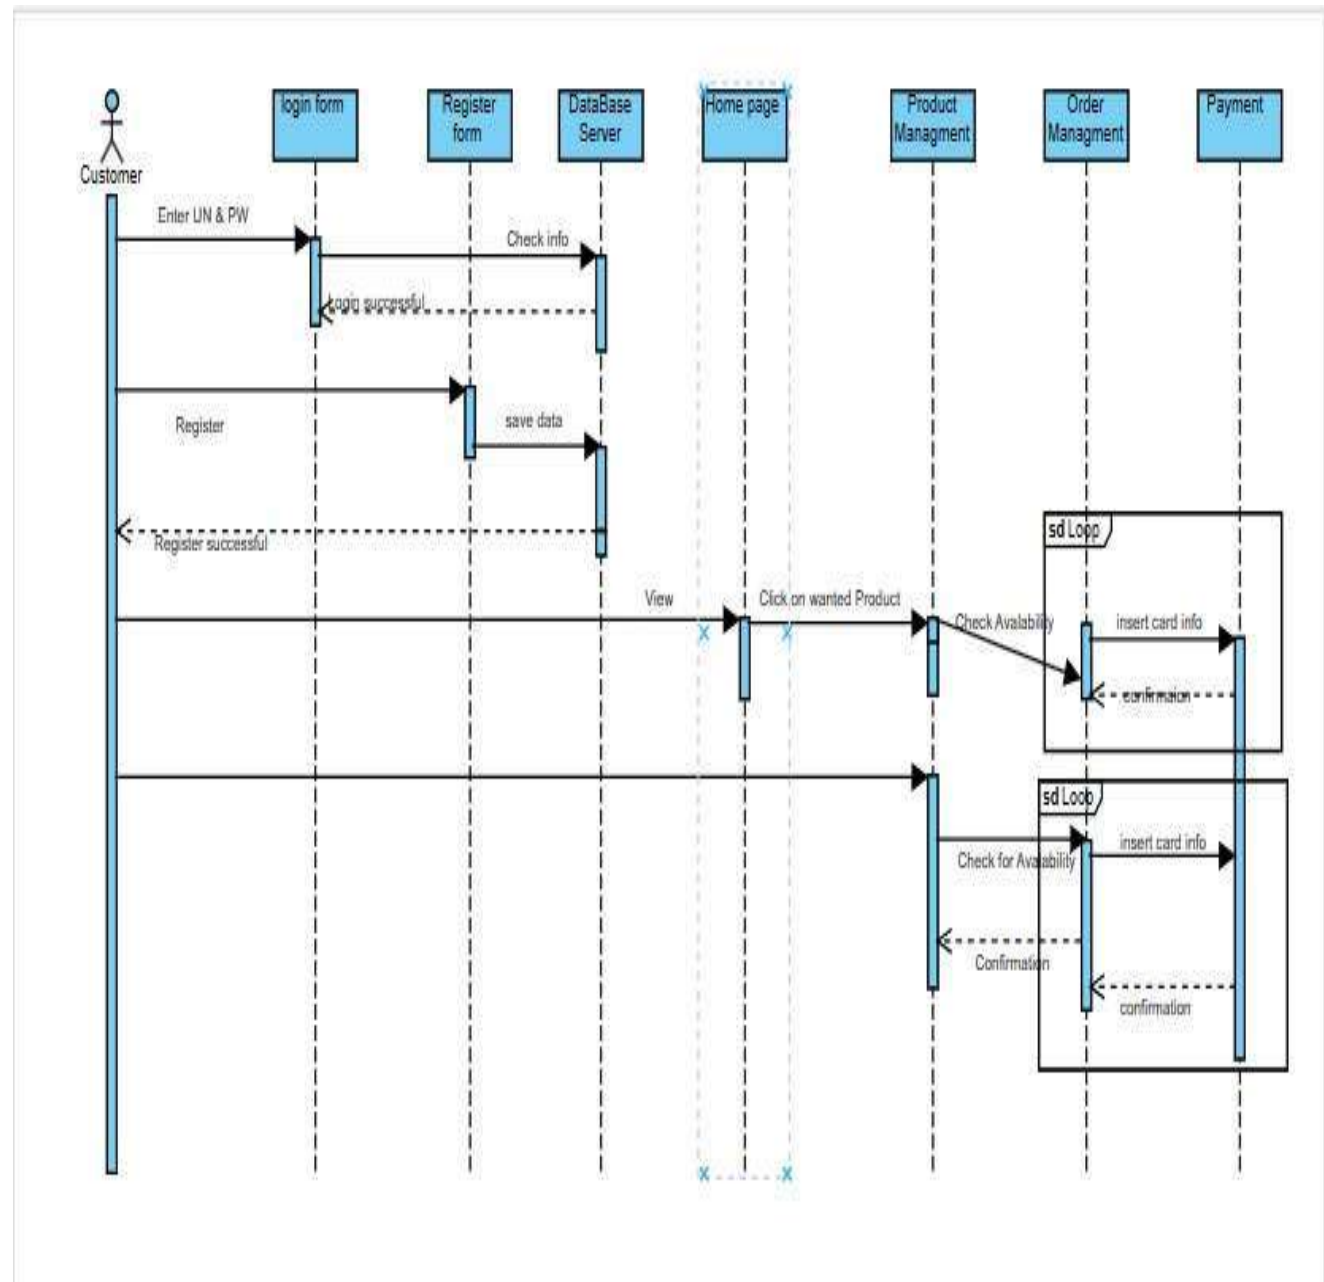 login form
Register
form
DataBase
Server
Home page
Product
Managment
Order
Managment
Payment
Customer
Enter UN & PW
Check info
Login successful
Register
save data
Register successful
sd Loop
View
Click on wanted Product
Check Avalability
insert card info
confirmaion
sd Loop
Check for Avalability
insert card info
Confirmation
confirmation